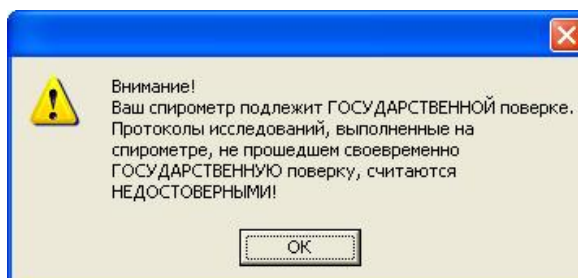 Внимание!
Ваш спирометр подлежит ГОСУДАРСТВЕННОЙ поверке.
Протоколы исследований, выполненные на
спирометре, не прошедшем своевременно
ГОСУДАРСТВЕННУЮ поверку, считаются
НЕДОСТОВЕРНЫМИ!
OK